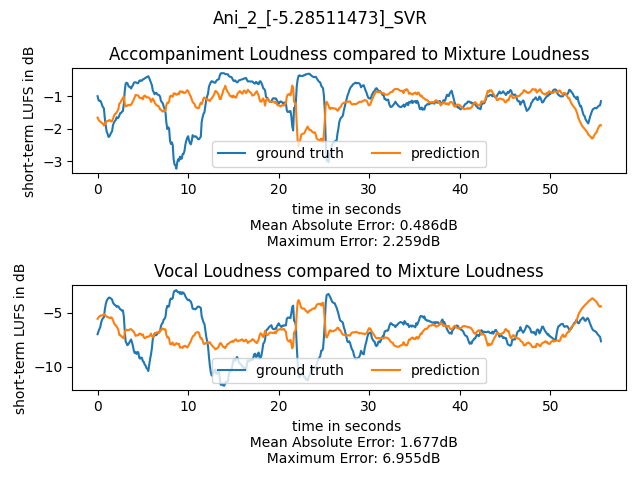 Ani_2_[-5.28511473]_SVR
Accompaniment Loudness compared to Mixture Loudness
short-term LUFS in dB
−1
−2
−3
ground truth
prediction
0
10
20
30
40
50
time in seconds
Mean Absolute Error: 0.486dB
Maximum Error: 2.259dB
Vocal Loudness compared to Mixture Loudness
short-term LUFS in dB
−5
−10
ground truth
prediction
0
10
20
30
40
50
time in seconds
Mean Absolute Error: 1.677dB
Maximum Error: 6.955dB